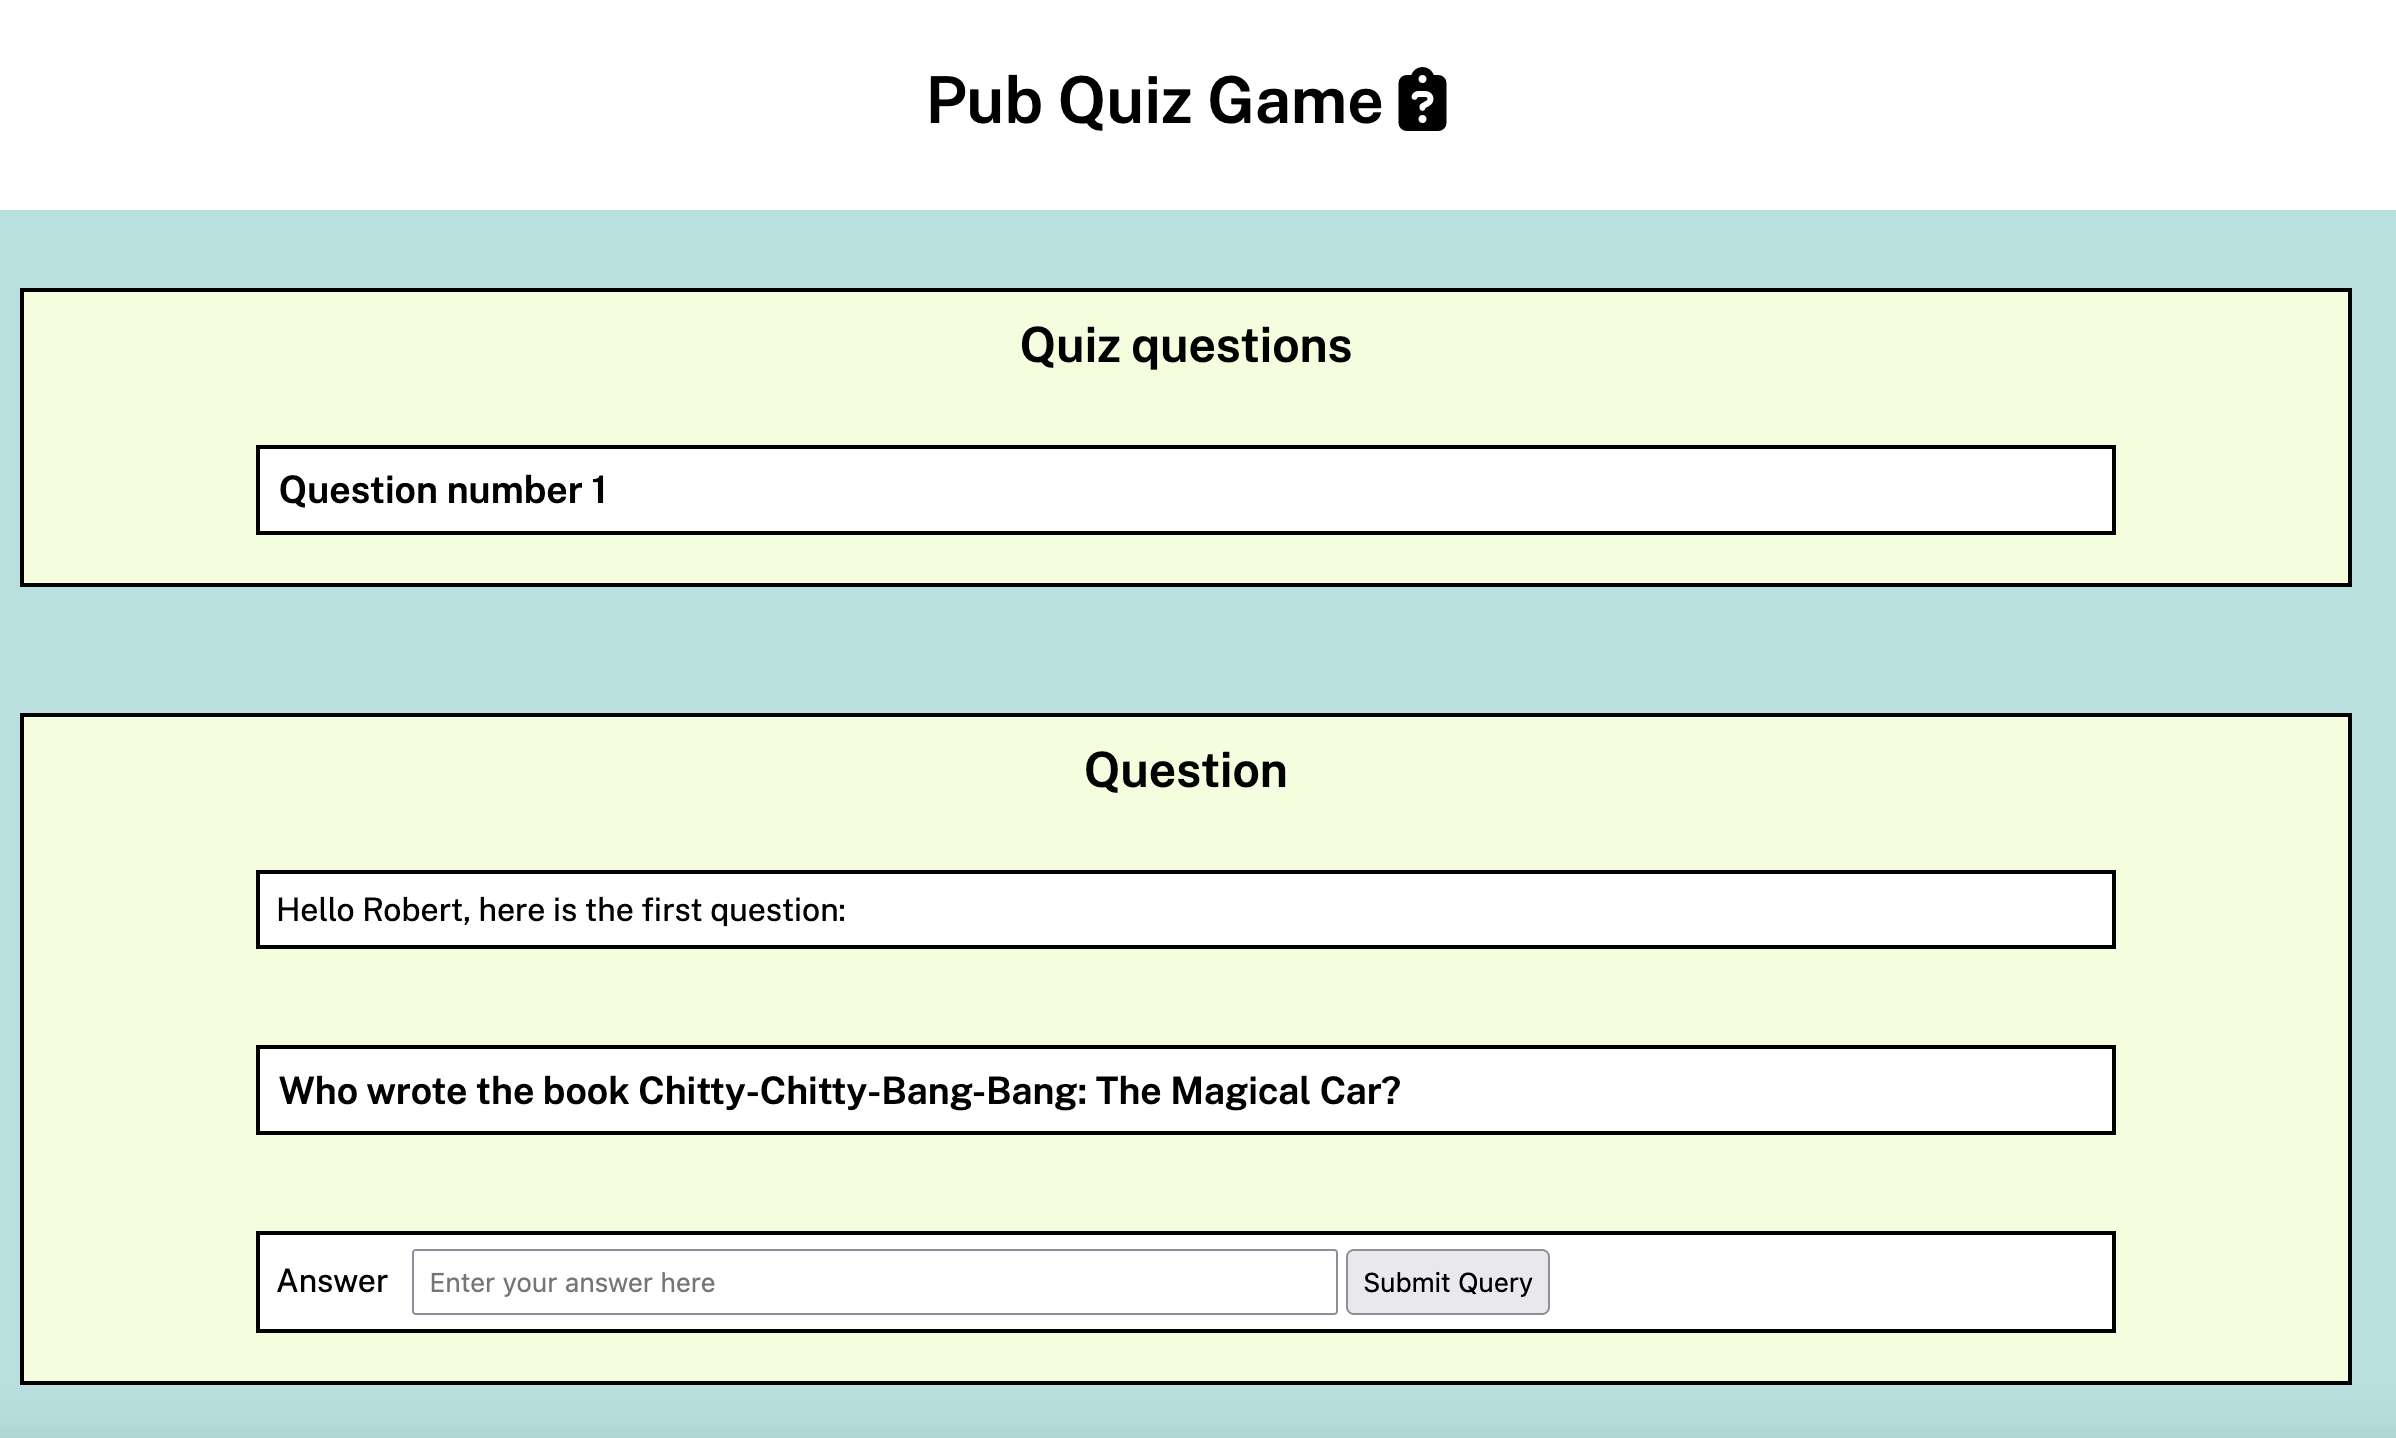 Pub Quiz Game
Quiz questions
Question number 1
Question
Hello Robert, here is the first question:
Who wrote the book Chitty-Chitty-Bang-Bang: The Magical Car?
Answer Enter your answer here Submit Query